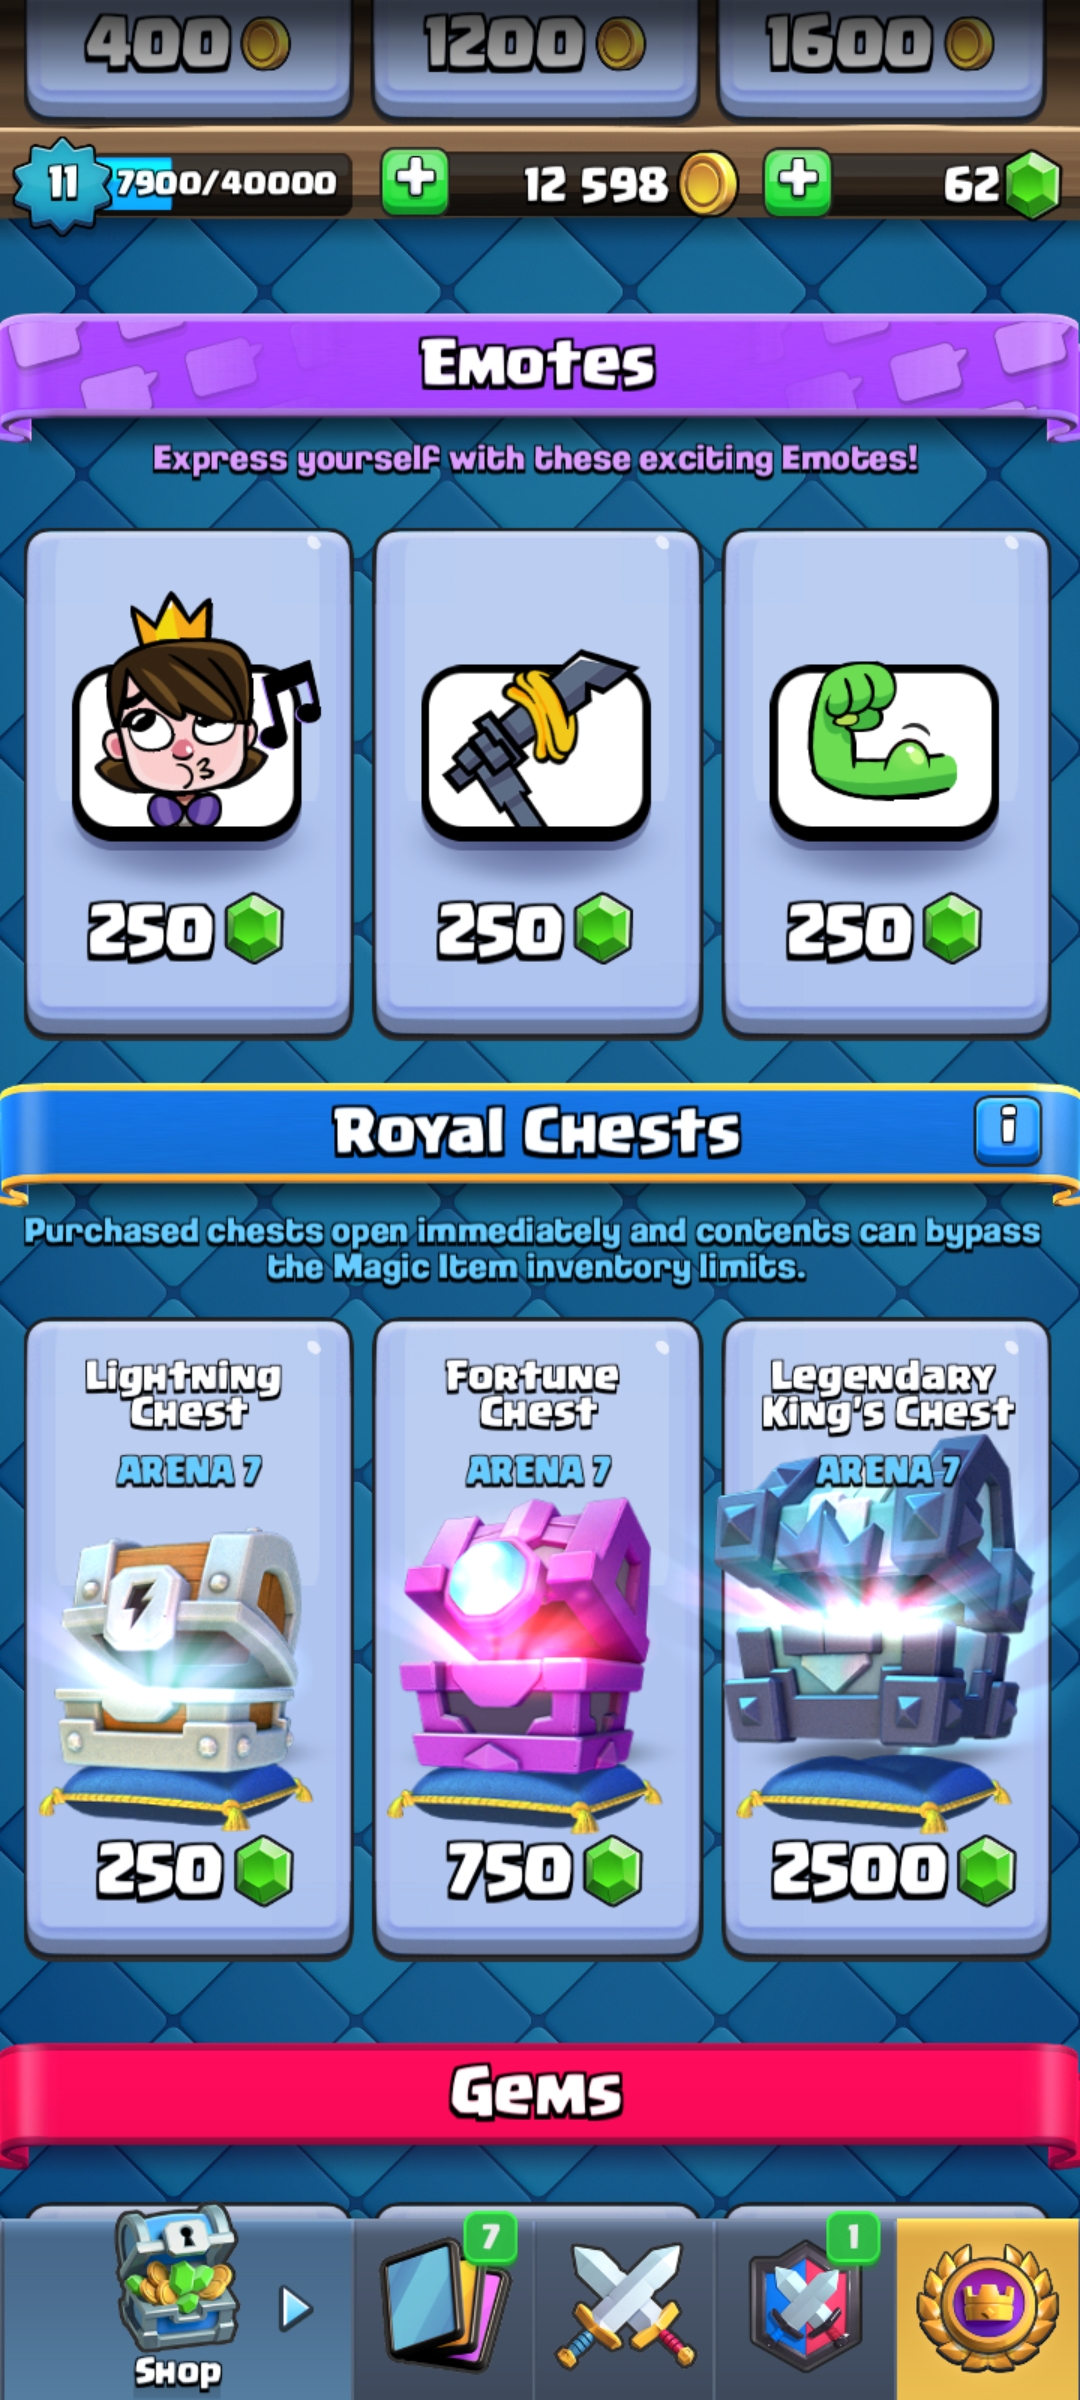 400 1200 1600
11 7900/40000 12 598 62
Emotes
Express yourself with these exciting Emotes!
250 250 250
Royal Chests
i
Purchased chests open immediately and contents can bypass
the Magic Item inventory limits.
Lightning
Chest
ARENA 7
Fortune
Chest
ARENA 7
Legendary
King's Chest
ARENA 7
250 750 2500
Gems
7 1
Shop